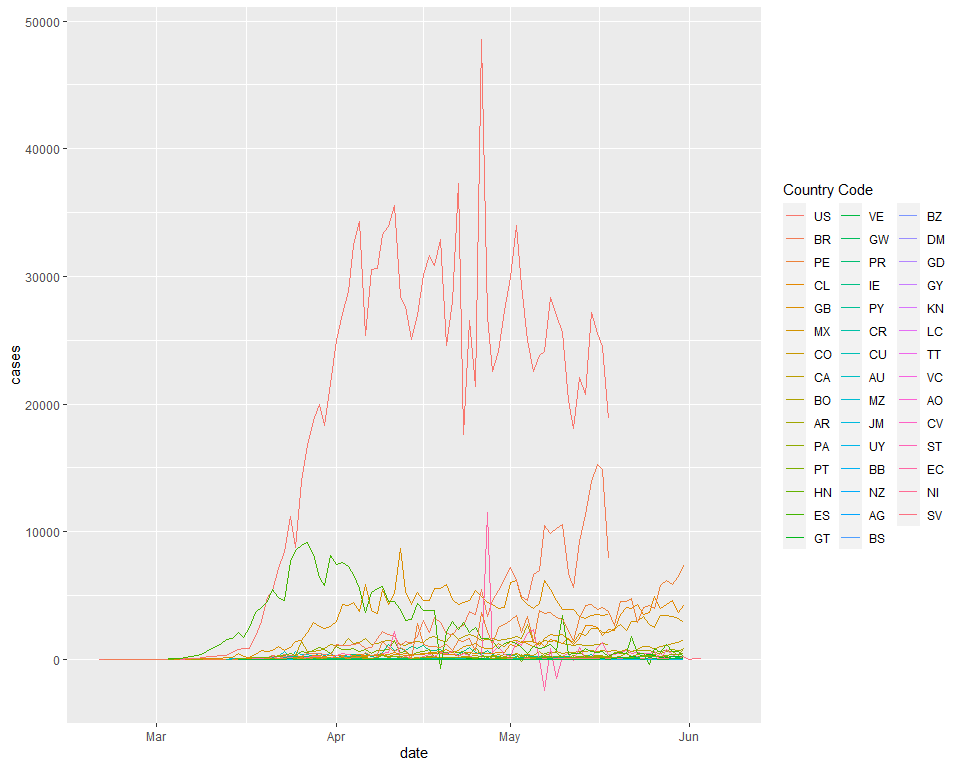 50000
40000
30000
20000
10000
0
cases
Mar Apr May Jun
date
Country Code
US VE BZ
BR GW DM
PE PR GD
CL IE GY
GB PY KN
MX CR LC
CO CU TT
CA AU VC
BO MZ AO
AR JM CV
PA UY ST
PT BB EC
HN NZ NI
ES AG SV
GT BS